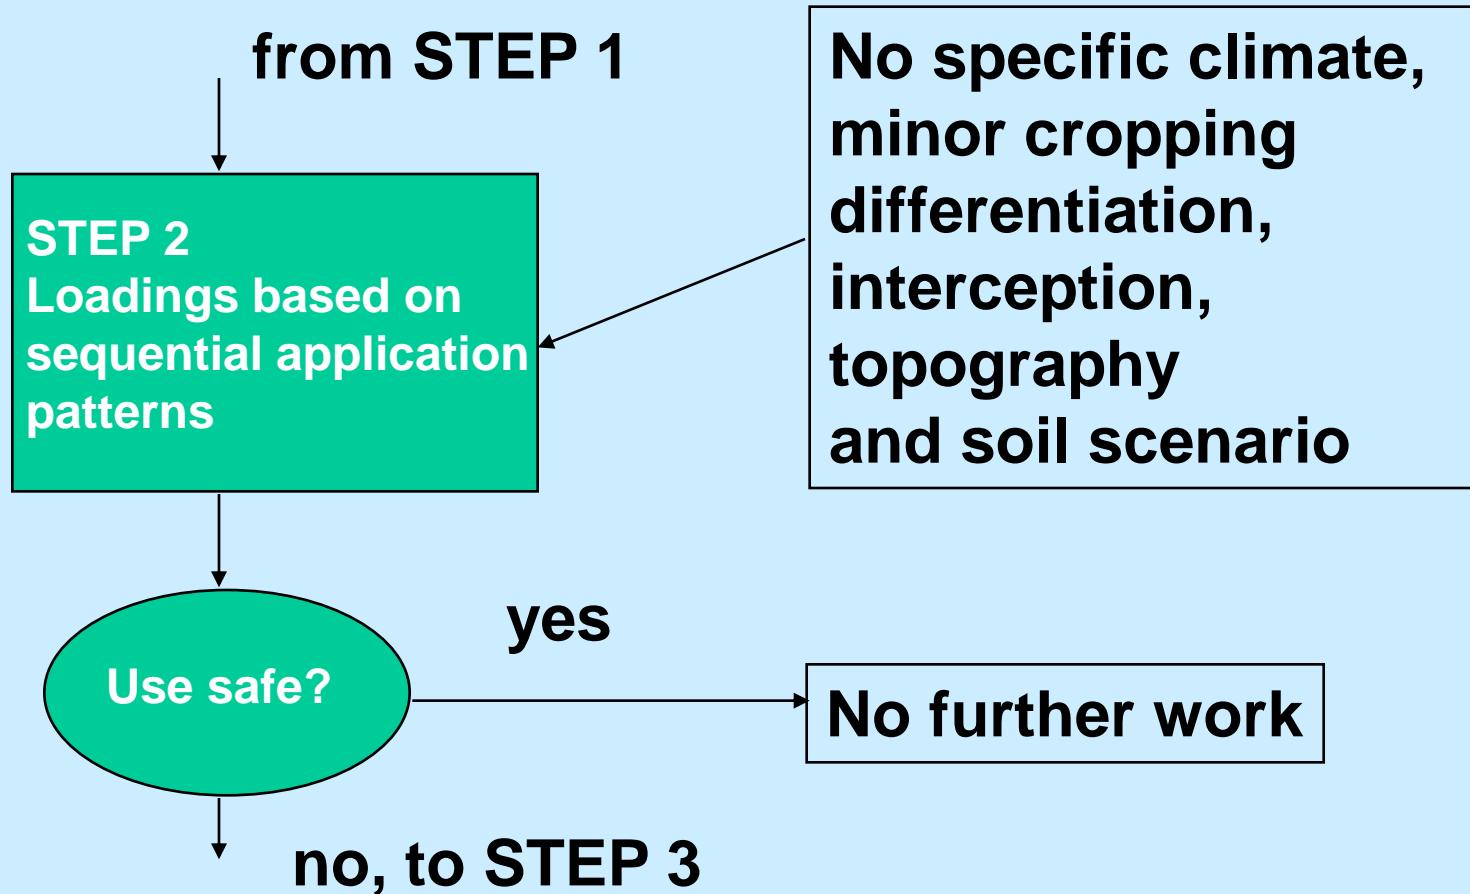 from STEP 1
No specific climate,
minor cropping
differentiation,
interception,
topography
and soil scenario
STEP 2
Loadings based on
sequential application
patterns
Use safe?
yes
No further work
no, to STEP 3